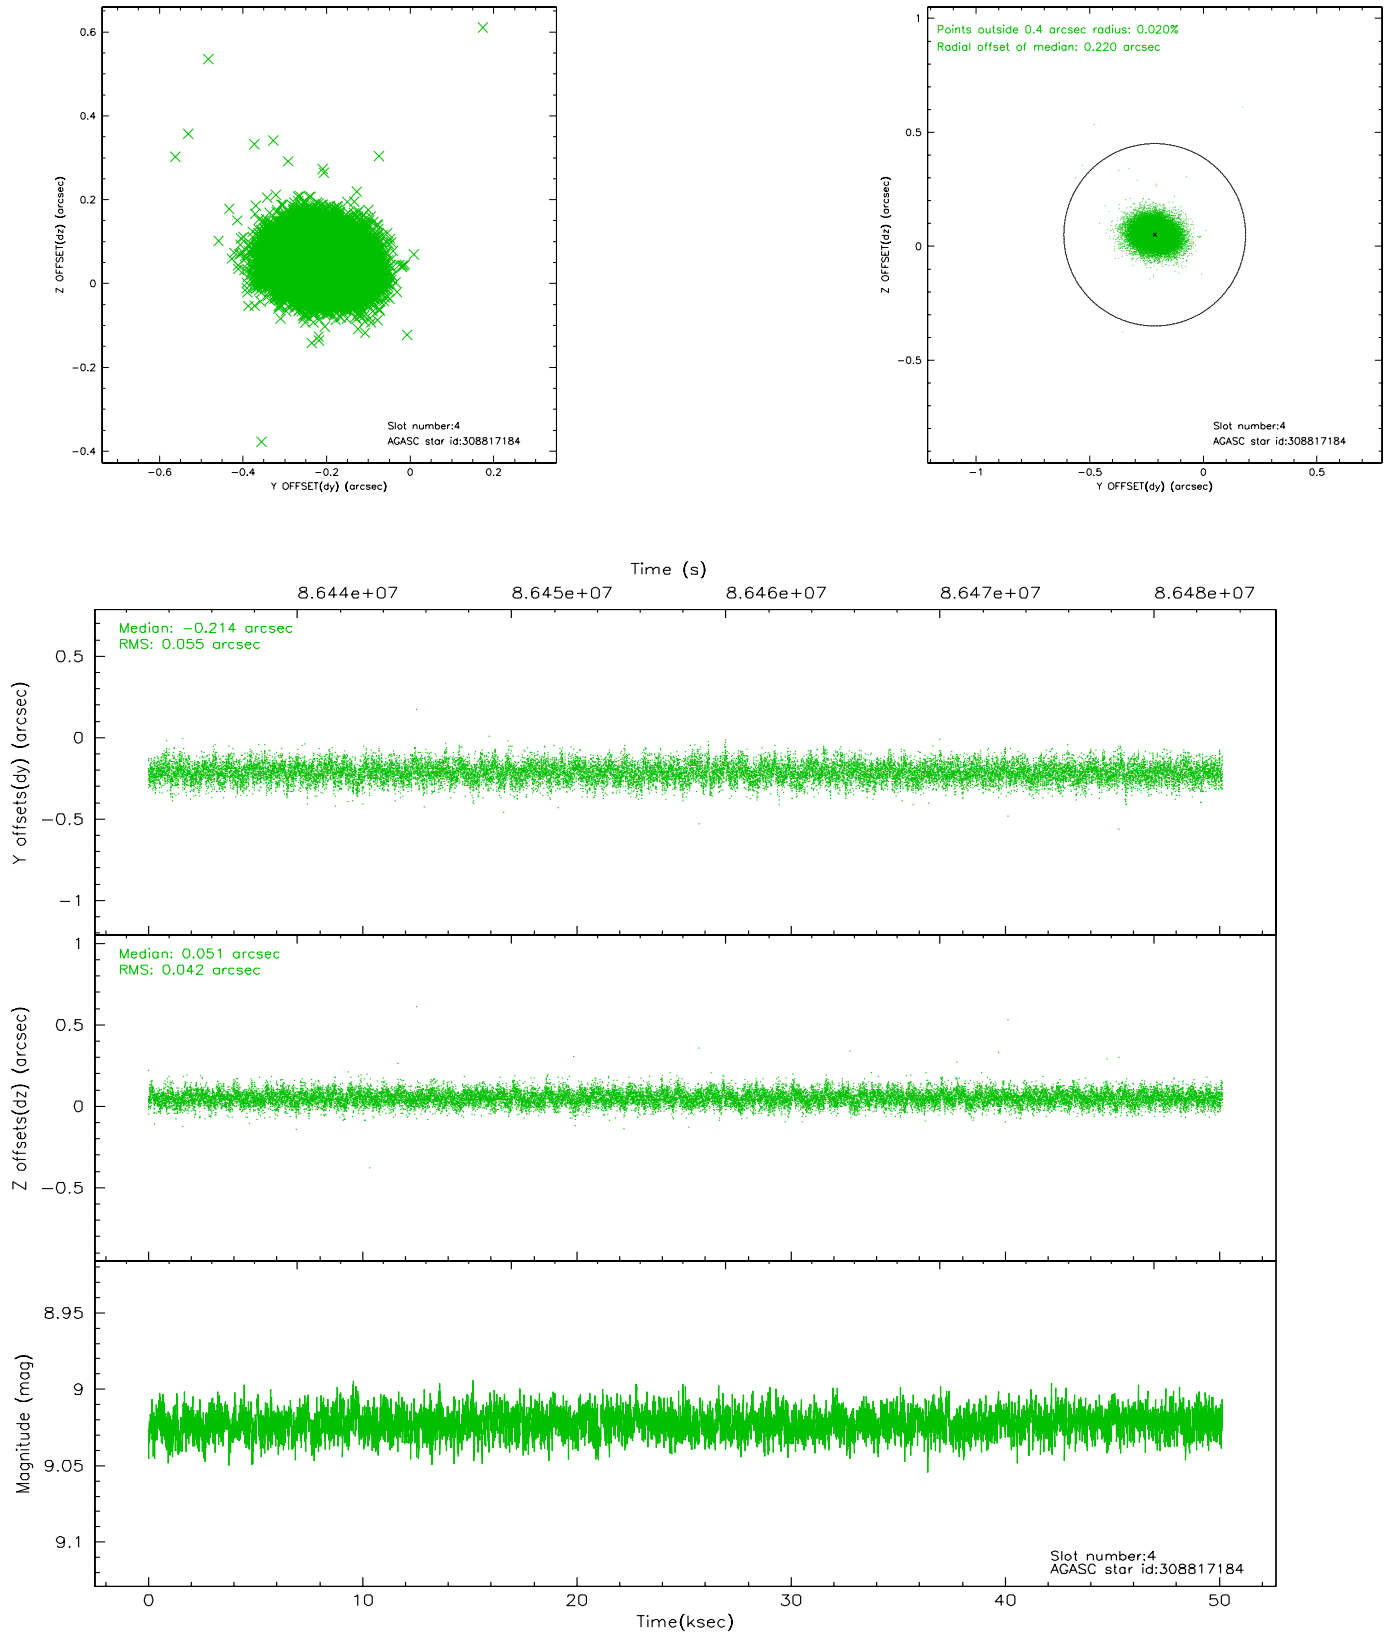 0.6
0.4
0.2
0
−0.2
−0.4
Z OFFSET(dz) (arcsec)
−0.6
−0.4
−0.2
0
0.2
Y OFFSET(dy) (arcsec)
Slot number:4
AGASC star id:308817184
Points outside 0.4 arcsec radius: 0.020%
Radial offset of median: 0.220 arcsec
1
0.5
0
−0.5
Z OFFSET(dz) (arcsec)
−1
−0.5
0
0.5
Y OFFSET(dy) (arcsec)
Slot number:4
AGASC star id:308817184
Time (s)
8.644e+07
8.645e+07
8.646e+07
8.647e+07
8.648e+07
Median: −0.214 arcsec
RMS: 0.055 arcsec
0.5
0
−0.5
−1
Y offsets(dy) (arcsec)
Median: 0.051 arcsec
RMS: 0.042 arcsec
1
0.5
0
−0.5
Z offsets(dz) (arcsec)
8.95
9
9.05
9.1
Magnitude (mag)
Slot number:4
AGASC star id:308817184
0
10
20
30
40
50
Time(ksec)